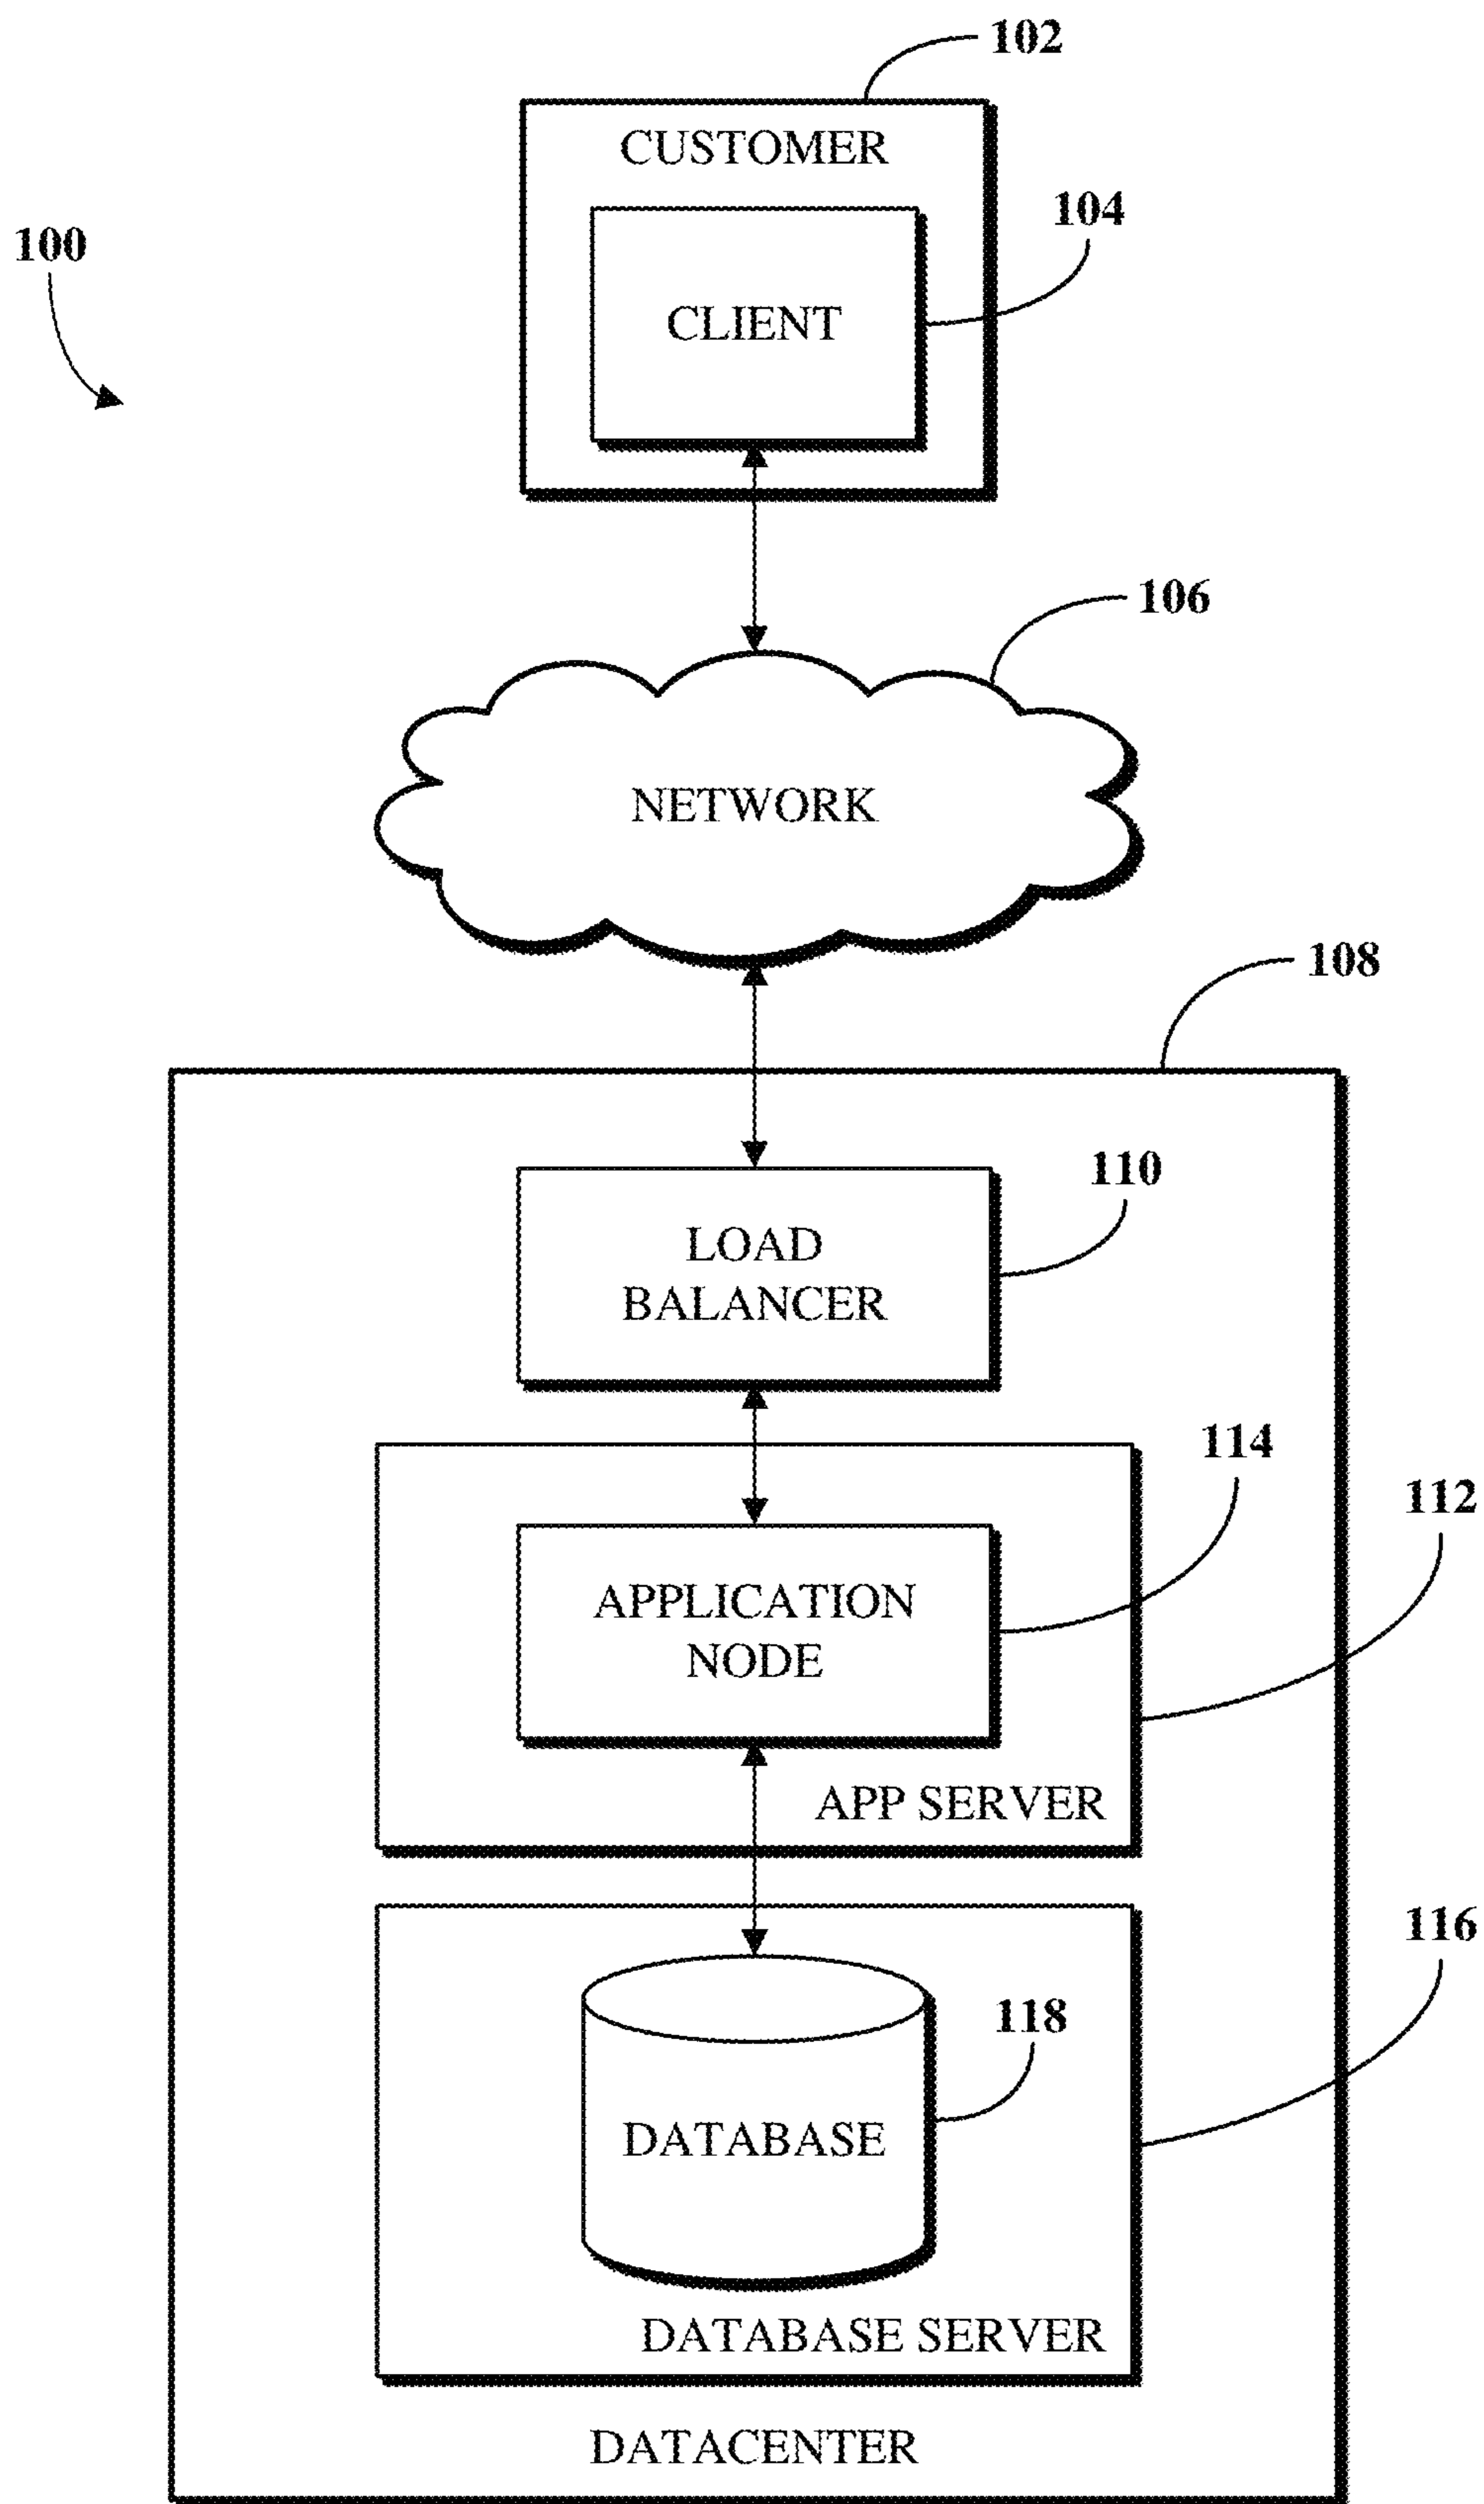 102
CUSTOMER
104
100
CLIENT
106
NETWORK
108
110
LOAD
BALANCER
114
112
APPLICATION
NODE
APP SERVER
116
118
DATABASE
DATABASE SERVER
DATACENTER